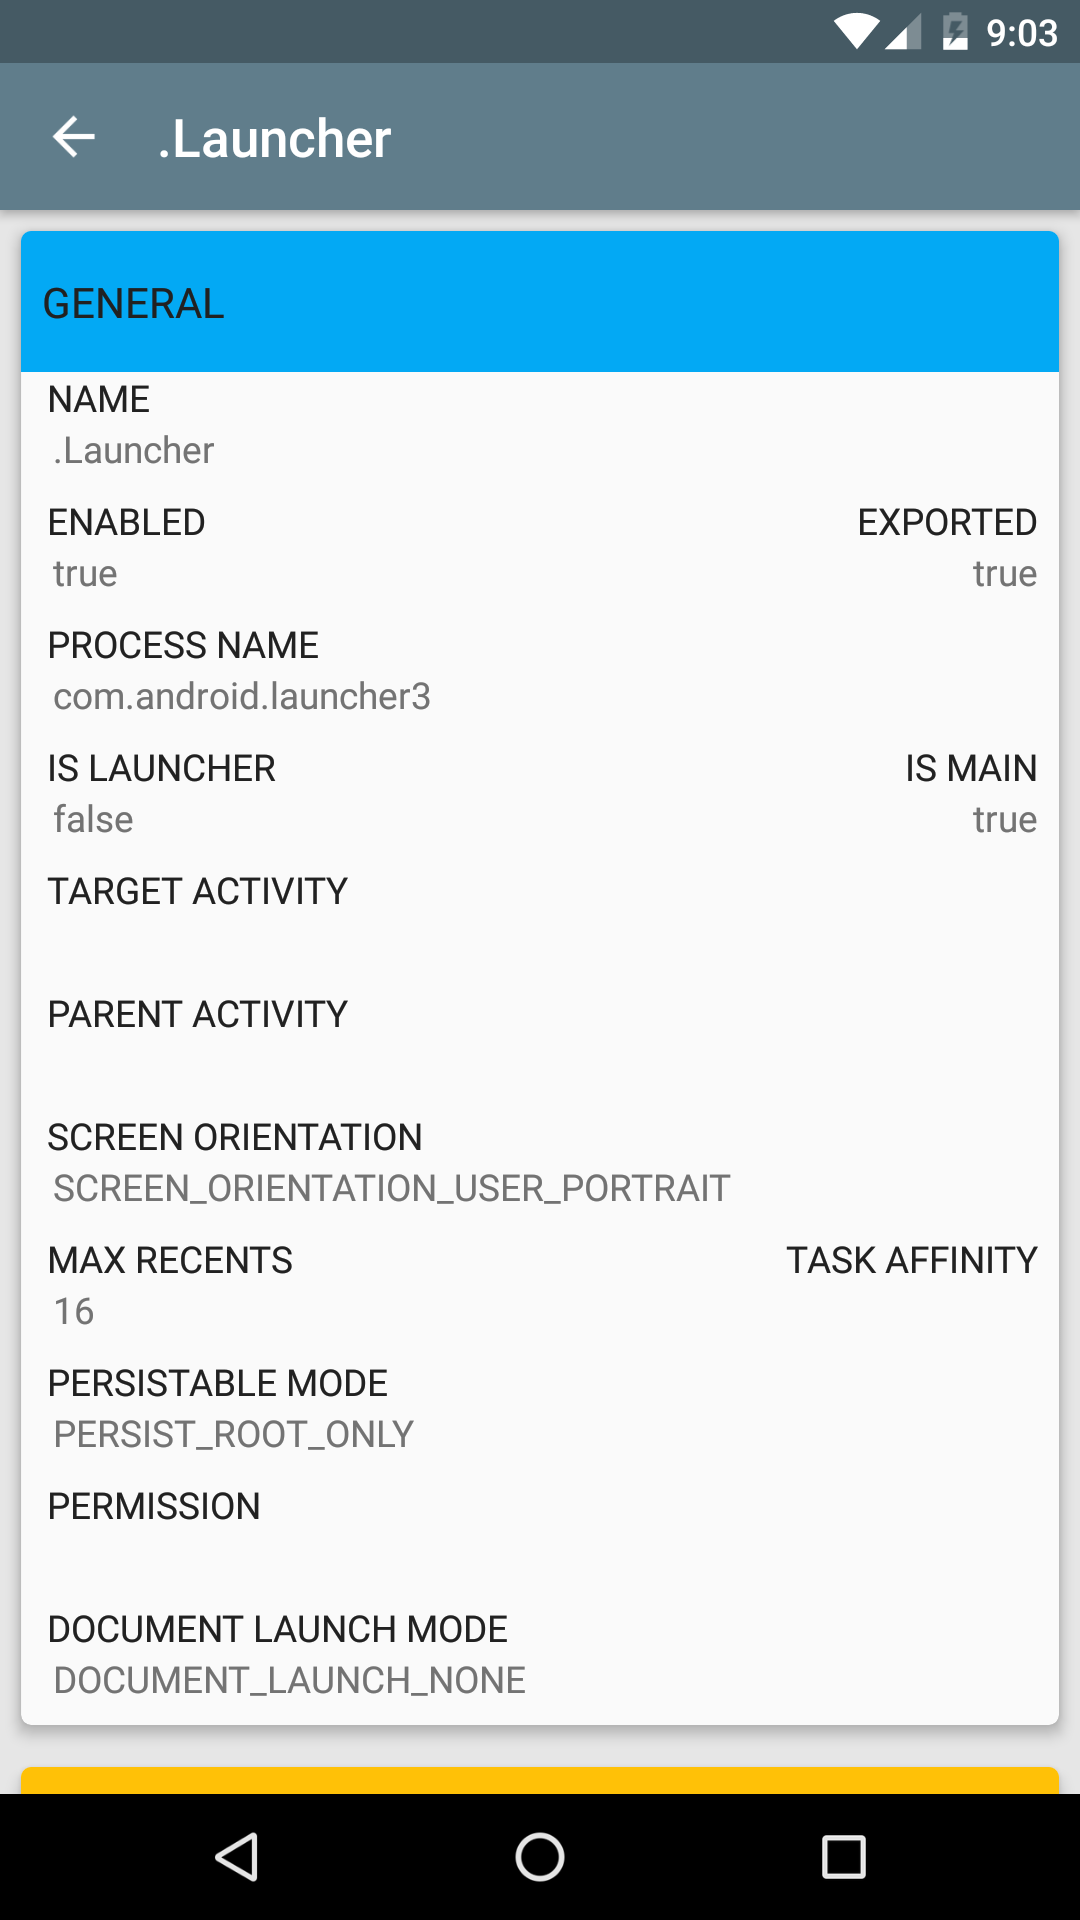 9:03
.Launcher
GENERAL
NAME
.Launcher
ENABLED EXPORTED
true true
PROCESS NAME
com.android.launcher3
IS LAUNCHER IS MAIN
false true
TARGET ACTIVITY
PARENT ACTIVITY
SCREEN ORIENTATION
SCREEN_ORIENTATION_USER_PORTRAIT
MAX RECENTS TASK AFFINITY
16
PERSISTABLE MODE
PERSIST_ROOT_ONLY
PERMISSION
DOCUMENT LAUNCH MODE
DOCUMENT_LAUNCH_NONE